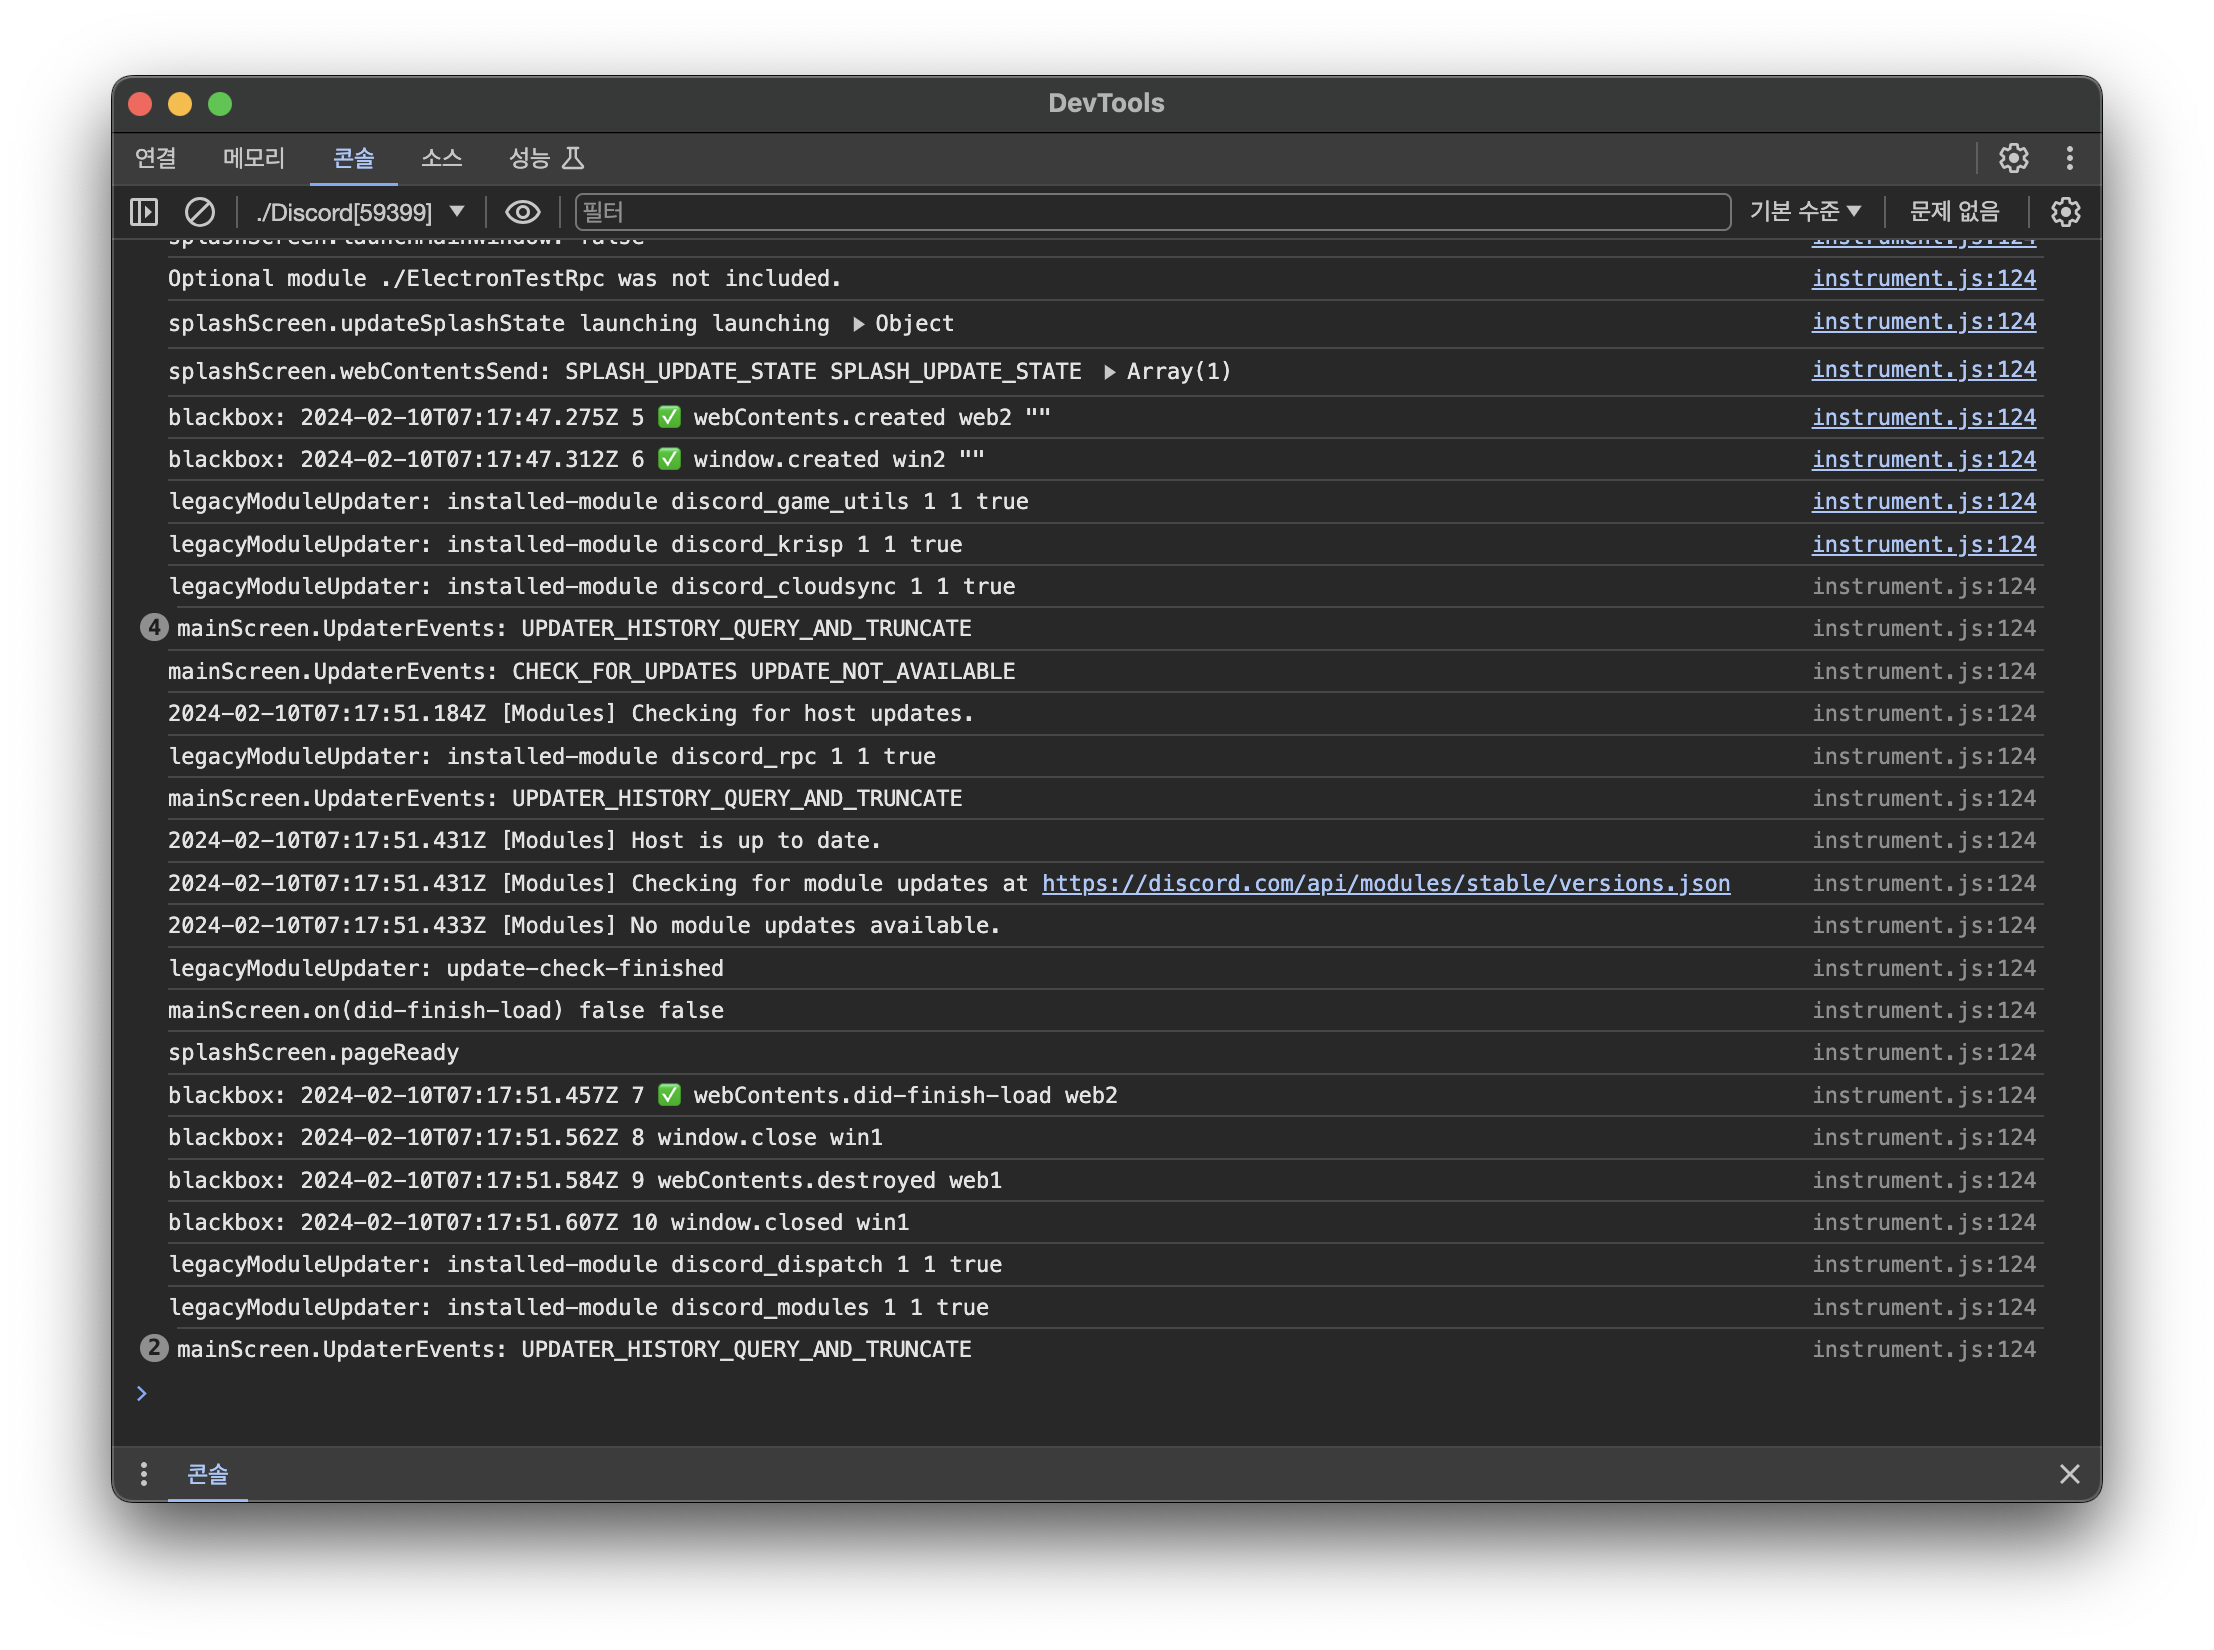 DevTools
연결 메모리 콘솔 소스 성능
./Discord[59399] 필터 기본 수준 문제 없음
splashScreen.launchMainWindow: false instrument.js:124
Optional module ./ElectronTestRpc was not included. instrument.js:124
splashScreen.updateSplashState launching launching ▶ Object instrument.js:124
splashScreen.webContentsSend: SPLASH_UPDATE_STATE SPLASH_UPDATE_STATE ▶ Array(1) instrument.js:124
blackbox: 2024-02-10T07:17:47.275Z 5 ✅ webContents.created web2 "" instrument.js:124
blackbox: 2024-02-10T07:17:47.312Z 6 ✅ window.created win2 "" instrument.js:124
legacyModuleUpdater: installed-module discord_game_utils 1 1 true instrument.js:124
legacyModuleUpdater: installed-module discord_krisp 1 1 true instrument.js:124
legacyModuleUpdater: installed-module discord_cloudsync 1 1 true instrument.js:124
4 mainScreen.UpdaterEvents: UPDATER_HISTORY_QUERY_AND_TRUNCATE instrument.js:124
mainScreen.UpdaterEvents: CHECK_FOR_UPDATES UPDATE_NOT_AVAILABLE instrument.js:124
2024-02-10T07:17:51.184Z [Modules] Checking for host updates. instrument.js:124
legacyModuleUpdater: installed-module discord_rpc 1 1 true instrument.js:124
mainScreen.UpdaterEvents: UPDATER_HISTORY_QUERY_AND_TRUNCATE instrument.js:124
2024-02-10T07:17:51.431Z [Modules] Host is up to date. instrument.js:124
2024-02-10T07:17:51.431Z [Modules] Checking for module updates at https://discord.com/api/modules/stable/versions.json instrument.js:124
2024-02-10T07:17:51.433Z [Modules] No module updates available. instrument.js:124
legacyModuleUpdater: update-check-finished instrument.js:124
mainScreen.on(did-finish-load) false false instrument.js:124
splashScreen.pageReady instrument.js:124
blackbox: 2024-02-10T07:17:51.457Z 7 ✅ webContents.did-finish-load web2 instrument.js:124
blackbox: 2024-02-10T07:17:51.562Z 8 window.close win1 instrument.js:124
blackbox: 2024-02-10T07:17:51.584Z 9 webContents.destroyed web1 instrument.js:124
blackbox: 2024-02-10T07:17:51.607Z 10 window.closed win1 instrument.js:124
legacyModuleUpdater: installed-module discord_dispatch 1 1 true instrument.js:124
legacyModuleUpdater: installed-module discord_modules 1 1 true instrument.js:124
2 mainScreen.UpdaterEvents: UPDATER_HISTORY_QUERY_AND_TRUNCATE instrument.js:124
콘솔